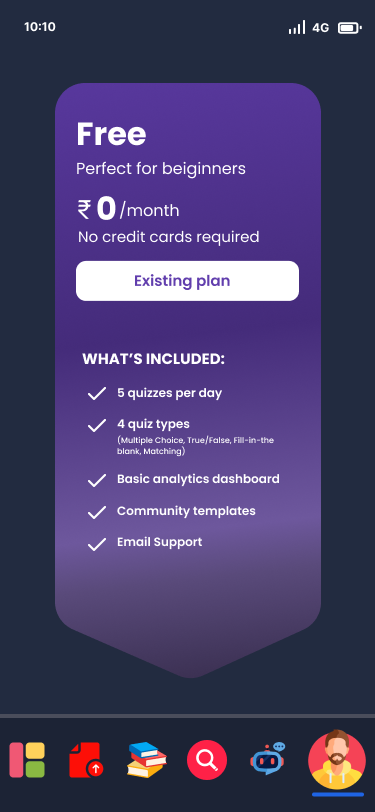 10:10
4G
Free
Perfect for beiginners
₹ 0/month
No credit cards required
Existing plan
WHAT’S INCLUDED:
5 quizzes per day
4 quiz types
(Multiple Choice, True/False, Fill-in-the
blank, Matching)
Basic analytics dashboard
Community templates
Email Support